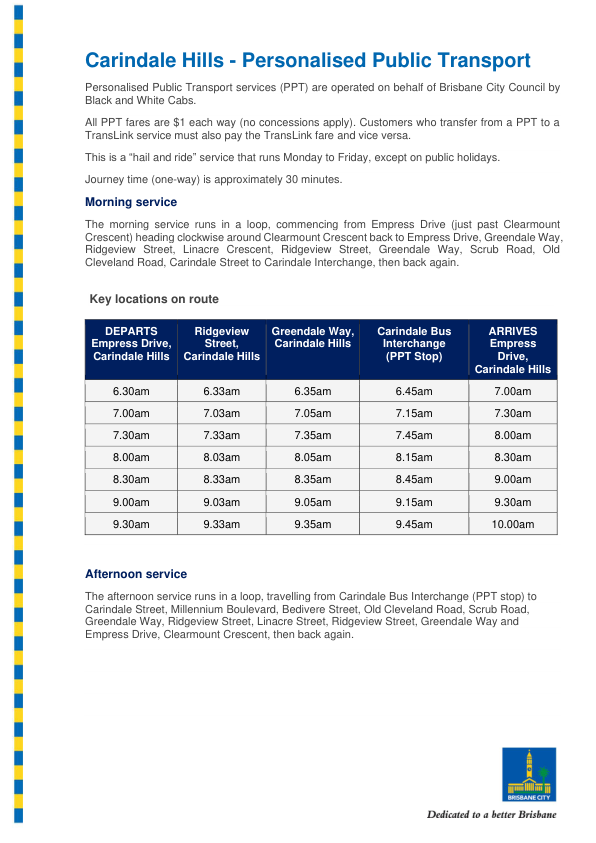 Carindale Hills - Personalised Public Transport
Personalised Public Transport services (PPT) are operated on behalf of Brisbane City Council by
Black and White Cabs.
All PPT fares are $1 each way (no concessions apply). Customers who transfer from a PPT to a
TransLink service must also pay the TransLink fare and vice versa.
This is a “hail and ride” service that runs Monday to Friday, except on public holidays.
Journey time (one-way) is approximately 30 minutes.
Morning service
The morning service runs in a loop, commencing from Empress Drive (just past Clearmount
Crescent) heading clockwise around Clearmount Crescent back to Empress Drive, Greendale Way,
Ridgeview Street, Linacre Crescent, Ridgeview Street, Greendale Way, Scrub Road, Old
Cleveland Road, Carindale Street to Carindale Interchange, then back again.
Key locations on route
DEPARTS Empress Drive, Carindale Hills | Ridgeview Street, Carindale Hills | Greendale Way, Carindale Hills | Carindale Bus Interchange (PPT Stop) | ARRIVES Empress Drive, Carindale Hills
6.30am 6.33am 6.35am 6.45am 7.00am
7.00am 7.03am 7.05am 7.15am 7.30am
7.30am 7.33am 7.35am 7.45am 8.00am
8.00am 8.03am 8.05am 8.15am 8.30am
8.30am 8.33am 8.35am 8.45am 9.00am
9.00am 9.03am 9.05am 9.15am 9.30am
9.30am 9.33am 9.35am 9.45am 10.00am
Afternoon service
The afternoon service runs in a loop, travelling from Carindale Bus Interchange (PPT stop) to
Carindale Street, Millennium Boulevard, Bedivere Street, Old Cleveland Road, Scrub Road,
Greendale Way, Ridgeview Street, Linacre Street, Ridgeview Street, Greendale Way and
Empress Drive, Clearmount Crescent, then back again.
BRISBANE CITY
Dedicated to a better Brisbane